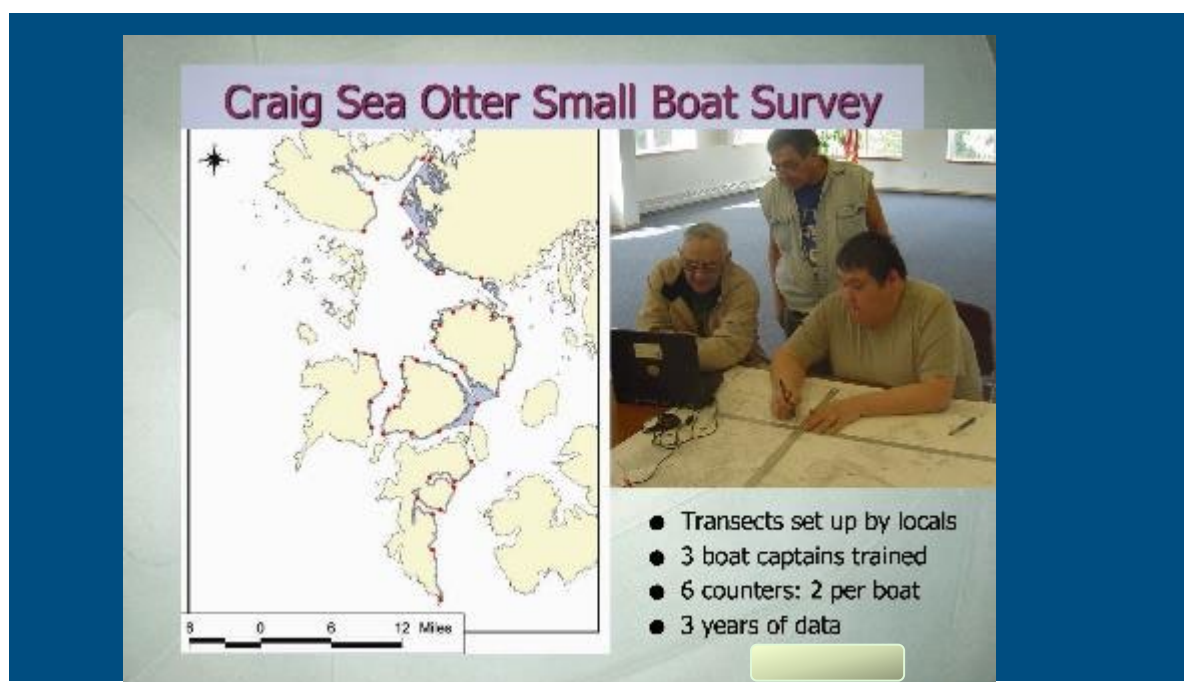 Craig Sea Otter Small Boat Survey
● Transects set up by locals
● 3 boat captains trained
● 6 counters: 2 per boat
● 3 years of data
6 0 6 12 Miles